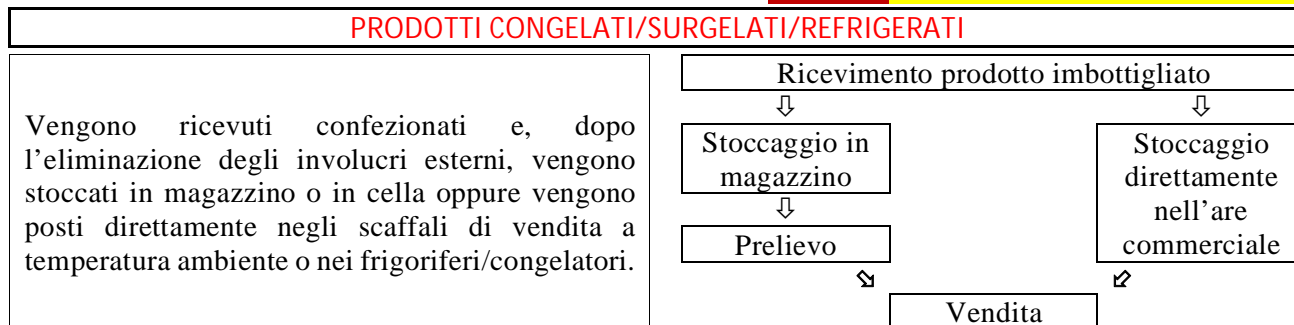 PRODOTTI CONGELATI/SURGELATI/REFRIGERATI
Vengono ricevuti confezionati e, dopo
l’eliminazione degli involucri esterni, vengono
stoccati in magazzino o in cella oppure vengono
posti direttamente negli scaffali di vendita a
temperatura ambiente o nei frigoriferi/congelatori.
Ricevimento prodotto imbottigliato
Stoccaggio in
magazzino
Prelievo
Stoccaggio
direttamente
nell’are
commerciale
Vendita